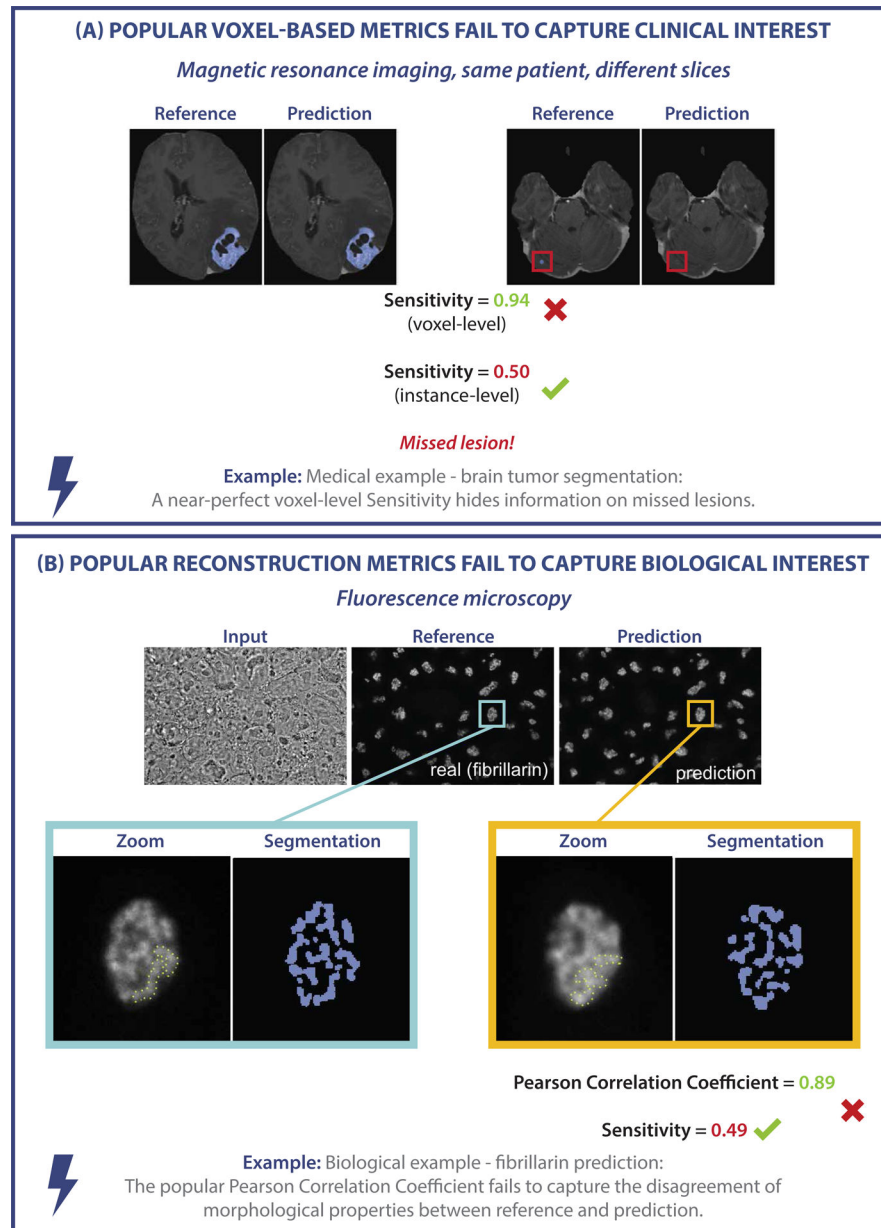 (A) POPULAR VOXEL-BASED METRICS FAIL TO CAPTURE CLINICAL INTEREST
Magnetic resonance imaging, same patient, different slices
Reference Prediction Reference Prediction
Sensitivity = 0.94
(voxel-level)
Sensitivity = 0.50
(instance-level)
Missed lesion!
Example: Medical example - brain tumor segmentation:
A near-perfect voxel-level Sensitivity hides information on missed lesions.
(B) POPULAR RECONSTRUCTION METRICS FAIL TO CAPTURE BIOLOGICAL INTEREST
Fluorescence microscopy
Input Reference Prediction
real (fibrillarin) prediction
Zoom Segmentation Zoom Segmentation
Pearson Correlation Coefficient = 0.89
Sensitivity = 0.49
Example: Biological example - fibrillarin prediction:
The popular Pearson Correlation Coefficient fails to capture the disagreement of
morphological properties between reference and prediction.